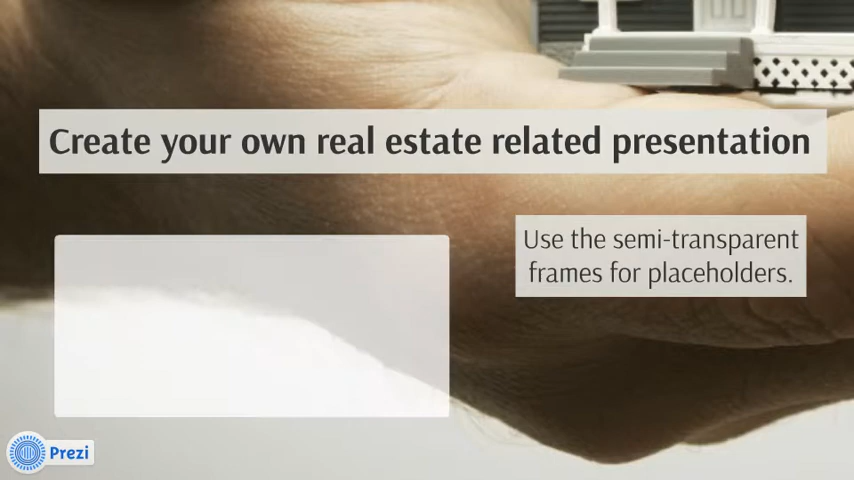 Create your own real estate related presentation
Use the semi-transparent
frames for placeholders.
Prezi